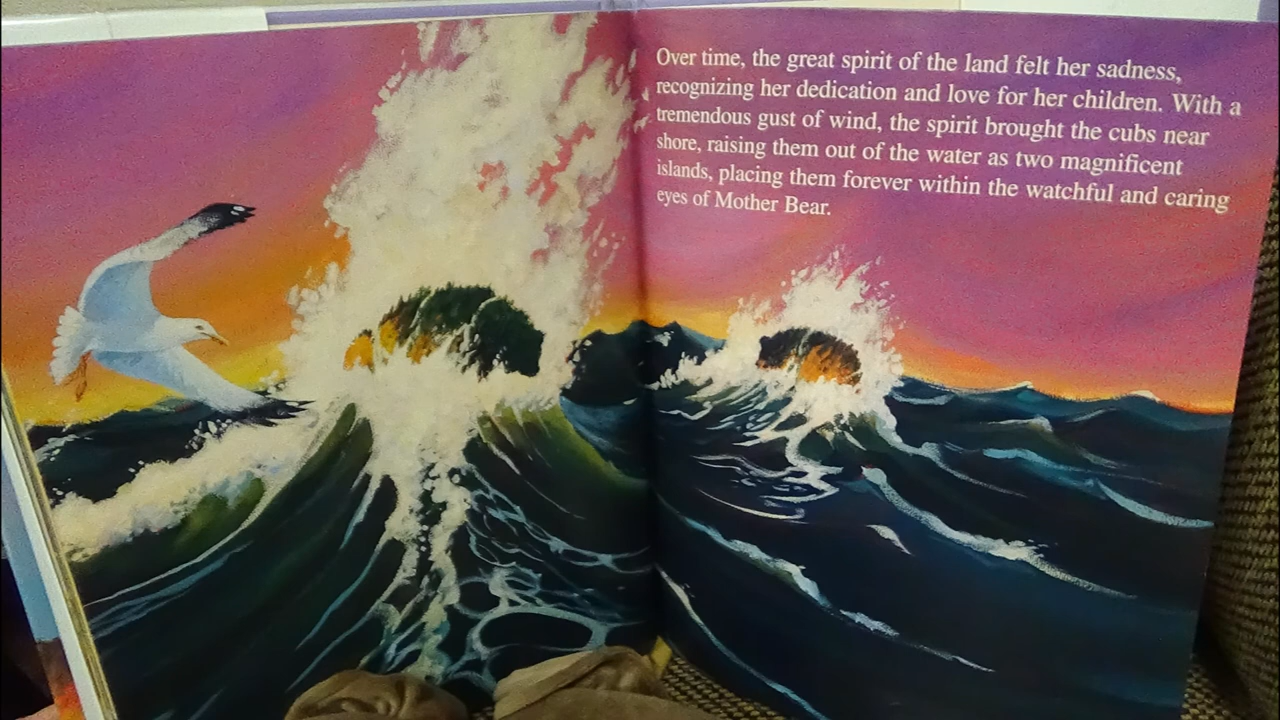 Over time, the great spirit of the land felt her sadness,
recognizing her dedication and love for her children. With a
tremendous gust of wind, the spirit brought the cubs near
shore, raising them out of the water as two magnificent
islands, placing them forever within the watchful and caring
eyes of Mother Bear.